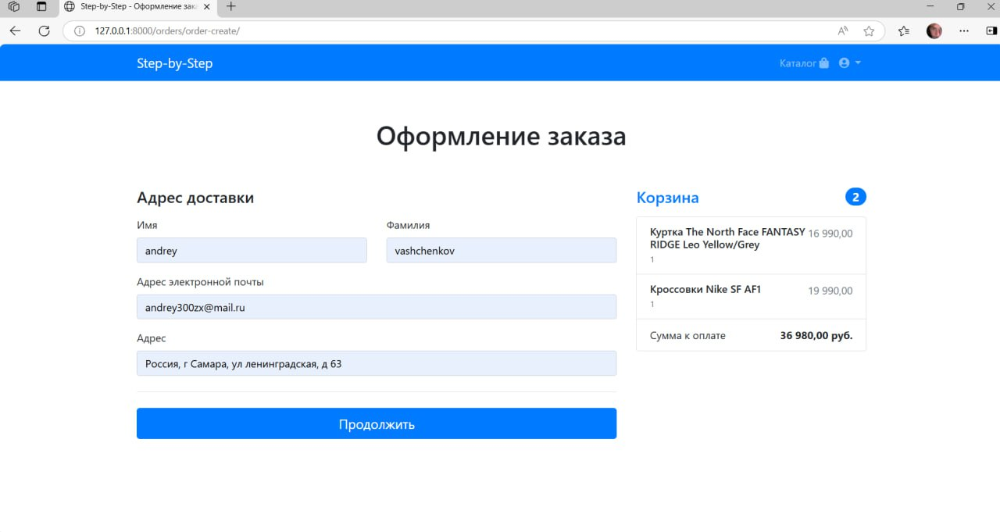 Step-by-Step - Оформление зака
127.0.0.1:8000/orders/order-create/
Step-by-Step
Каталог
Оформление заказа
Адрес доставки
Имя
Фамилия
andrey
vashchenkov
Адрес электронной почты
andrey300zx@mail.ru
Адрес
Россия, г Самара, ул ленинградская, д 63
Продолжить
Корзина
2
Куртка The North Face FANTASY
RIDGE Leo Yellow/Grey
16 990,00
1
Кроссовки Nike SF AF1
19 990,00
1
Сумма к оплате
36 980,00 руб.